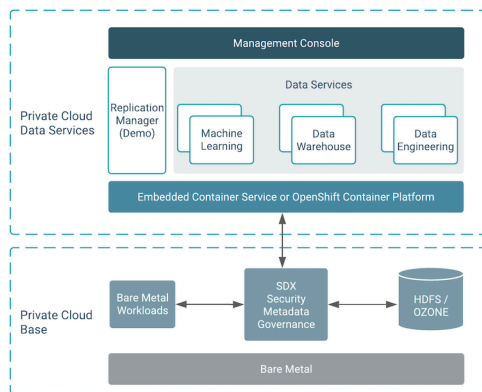 Management Console
Private Cloud
Data Services
Replication
Manager
(Demo)
Data Services
Machine
Learning
Data
Warehouse
Data
Engineering
Embedded Container Service or OpenShift Container Platform
Private Cloud
Base
Bare Metal
Workloads
SDX
Security
Metadata
Governance
HDFS /
OZONE
Bare Metal